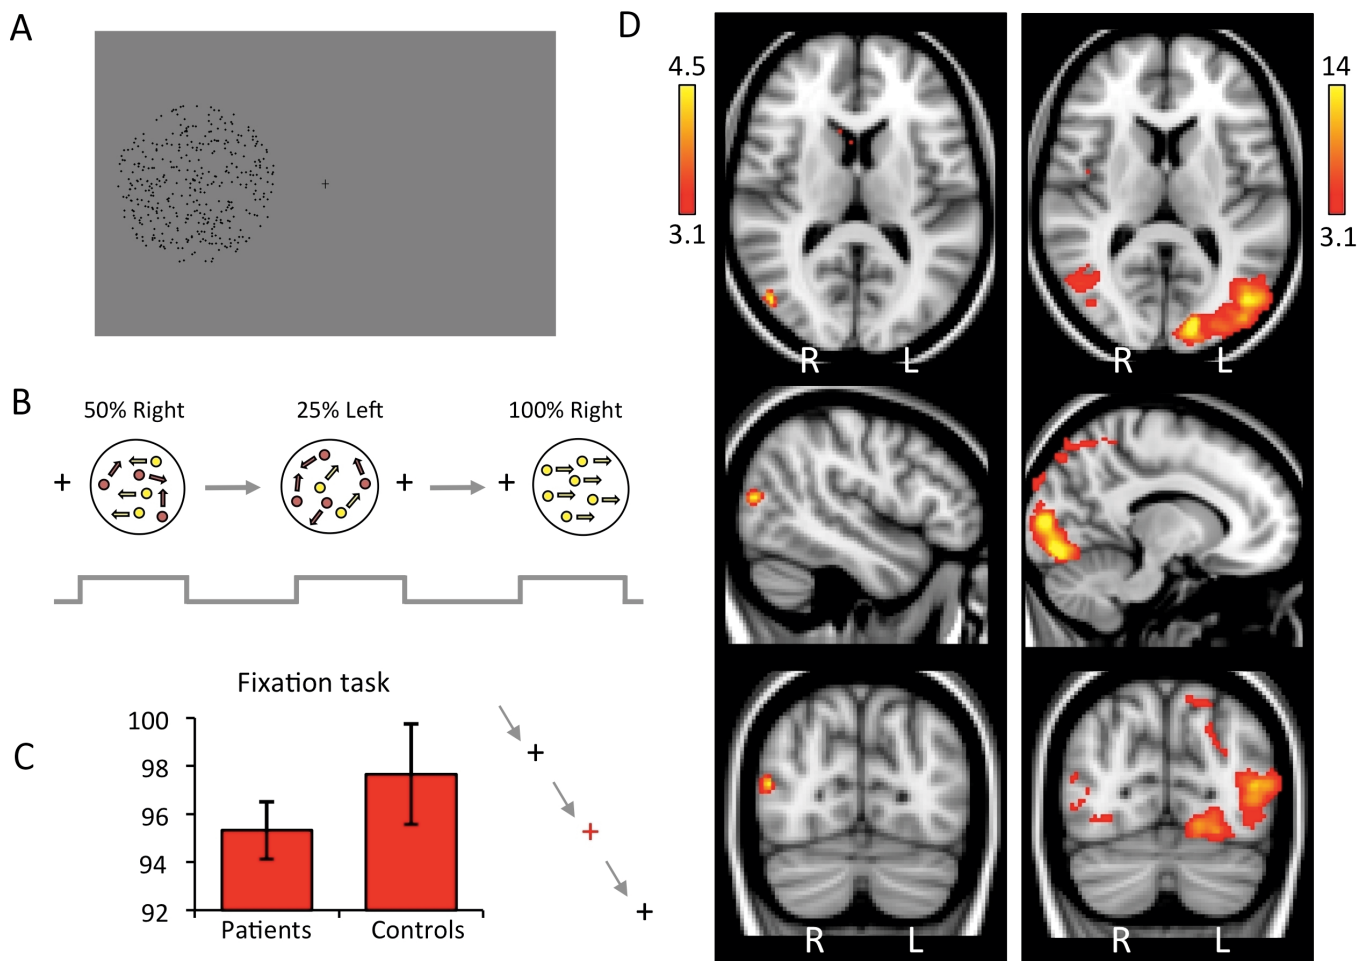 A
B
50% Right
25% Left
100% Right
+
+
+
C
Fixation task
100
98
96
94
92
Patients
Controls
+
+
+
D
4.5
3.1
14
3.1
R L
R L
R L
R L